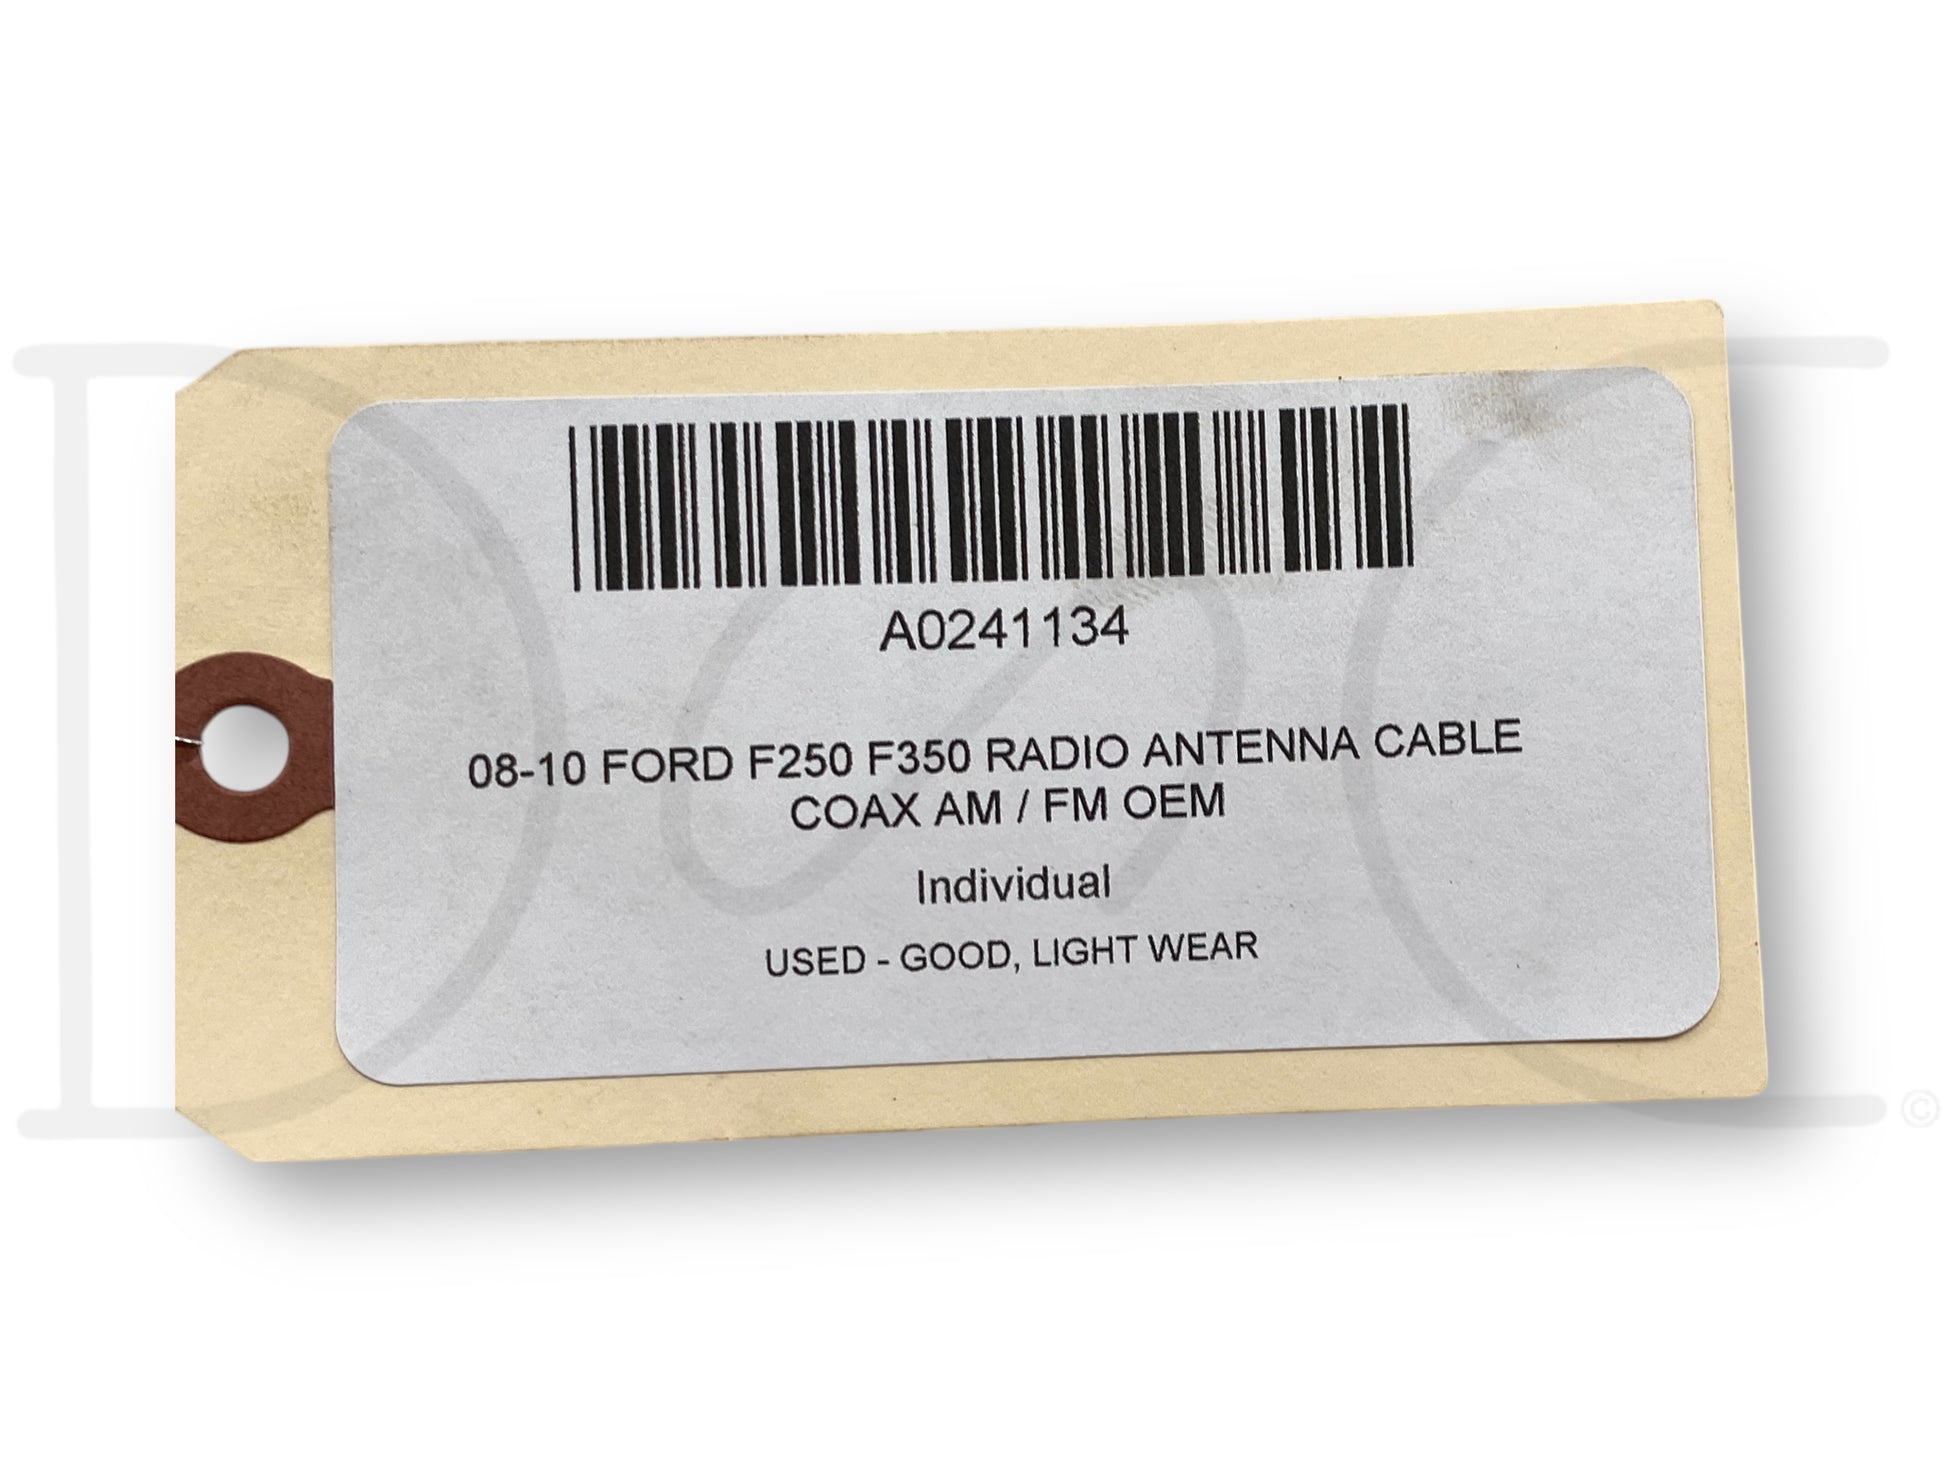 A0241134
08-10 FORD F250 F350 RADIO ANTENNA CABLE
COAX AM / FM OEM
Individual
USED - GOOD, LIGHT WEAR
©